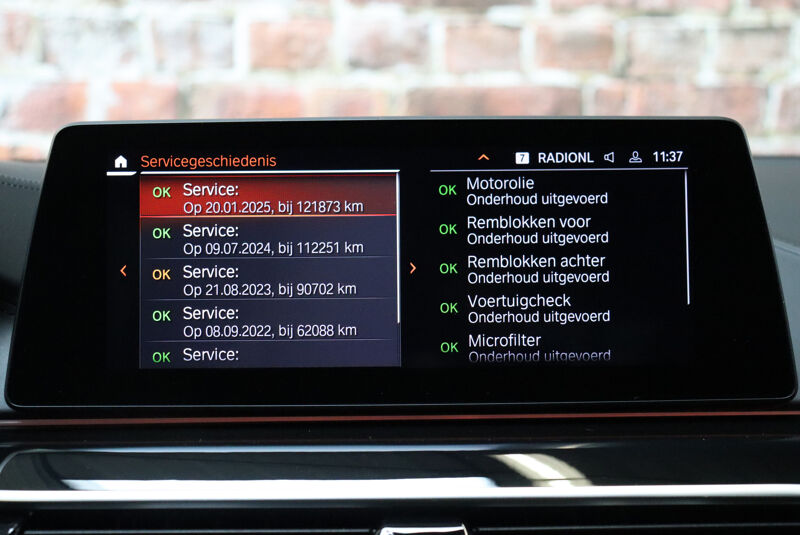 Servicegeschiedenis
7 RADIONL 11:37
OK Service:
Op 20.01.2025, bij 121873 km
OK Service:
Op 09.07.2024, bij 112251 km
OK Service:
Op 21.08.2023, bij 90702 km
OK Service:
Op 08.09.2022, bij 62088 km
OK Service:
OK Motorolie
Onderhoud uitgevoerd
OK Remblokken voor
Onderhoud uitgevoerd
OK Remblokken achter
Onderhoud uitgevoerd
OK Voertuigcheck
Onderhoud uitgevoerd
OK Microfilter
Onderhoud uitgevoerd